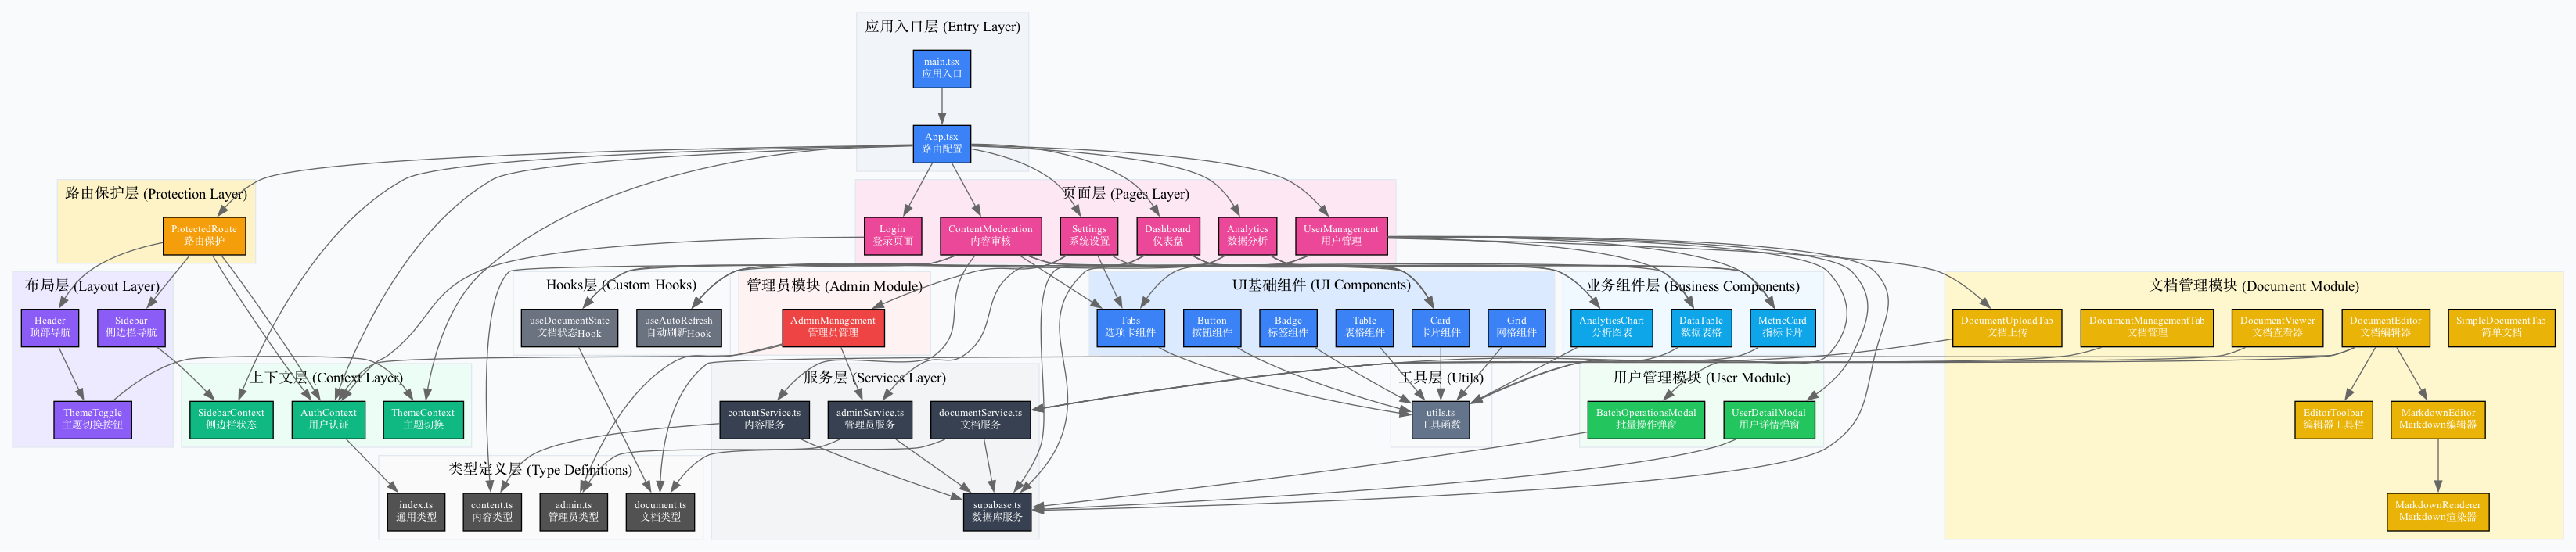 应用入口层 (Entry Layer)
main.tsx
应用入口
App.tsx
路由配置
路由保护层 (Protection Layer)
ProtectedRoute
路由保护
页面层 (Pages Layer)
Login
登录页面
ContentModeration
内容审核
Settings
系统设置
Dashboard
仪表盘
Analytics
数据分析
UserManagement
用户管理
布局层 (Layout Layer)
Header
顶部导航
Sidebar
侧边栏导航
ThemeToggle
主题切换按钮
Hooks层 (Custom Hooks)
useDocumentState
文档状态Hook
useAutoRefresh
自动刷新Hook
管理员模块 (Admin Module)
AdminManagement
管理员管理
UI基础组件 (UI Components)
Tabs
选项卡组件
Button
按钮组件
Badge
标签组件
Table
表格组件
Card
卡片组件
Grid
网格组件
业务组件层 (Business Components)
AnalyticsChart
分析图表
DataTable
数据表格
MetricCard
指标卡片
文档管理模块 (Document Module)
DocumentUploadTab
文档上传
DocumentManagementTab
文档管理
DocumentViewer
文档查看器
DocumentEditor
文档编辑器
SimpleDocumentTab
简单文档
EditorToolbar
编辑器工具栏
MarkdownEditor
Markdown编辑器
MarkdownRenderer
Markdown渲染器
上下文层 (Context Layer)
SidebarContext
侧边栏状态
AuthContext
用户认证
ThemeContext
主题切换
服务层 (Services Layer)
contentService.ts
内容服务
adminService.ts
管理员服务
documentService.ts
文档服务
supabase.ts
数据库服务
工具层 (Utils)
utils.ts
工具函数
用户管理模块 (User Module)
BatchOperationsModal
批量操作弹窗
UserDetailModal
用户详情弹窗
类型定义层 (Type Definitions)
index.ts
通用类型
content.ts
内容类型
admin.ts
管理员类型
document.ts
文档类型